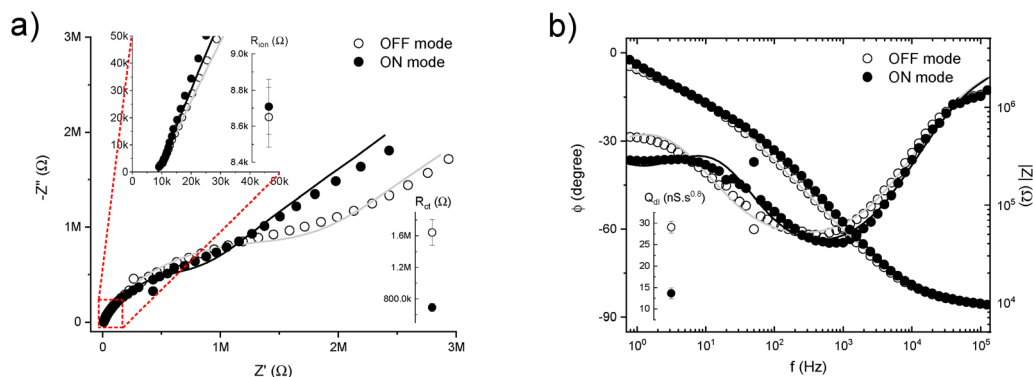 a)
3M
2M
1M
0
-Z'' (Ω)
0
1M
2M
3M
Z' (Ω)
OFF mode
ON mode
50k
40k
30k
20k
10k
0
0
10k
20k
30k
40k
50k
R_ion (Ω)
9.0k
8.8k
8.6k
8.4k
R_ct (Ω)
1.6M
1.2M
800.0k
b)
0
-30
-60
-90
ϕ (degree)
10^0
10^1
10^2
10^3
10^4
10^5
f (Hz)
OFF mode
ON mode
10^6
10^5
10^4
|Z| (Ω)
Q_dl (nS.s^0.8)
30
25
20
15
10